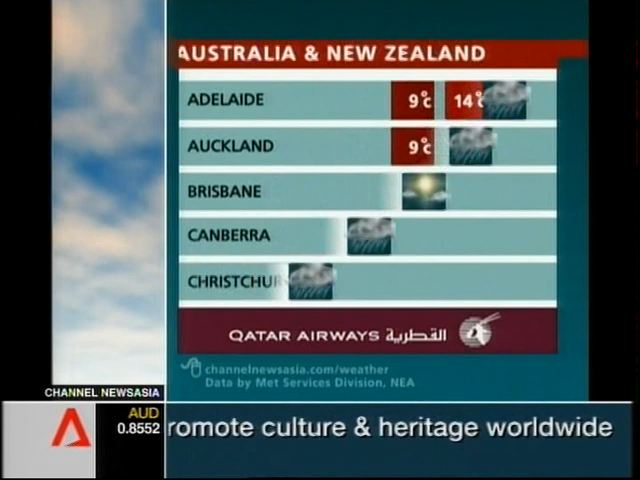 AUSTRALIA & NEW ZEALAND
ADELAIDE 9°c 14°c
AUCKLAND 9°c
BRISBANE
CANBERRA
CHRISTCHUR
QATAR AIRWAYS القطرية
channelnewsasia.com/weather
Data by Met Services Division, NEA
CHANNEL NEWSASIA
AUD
0.8552
romote culture & heritage worldwide